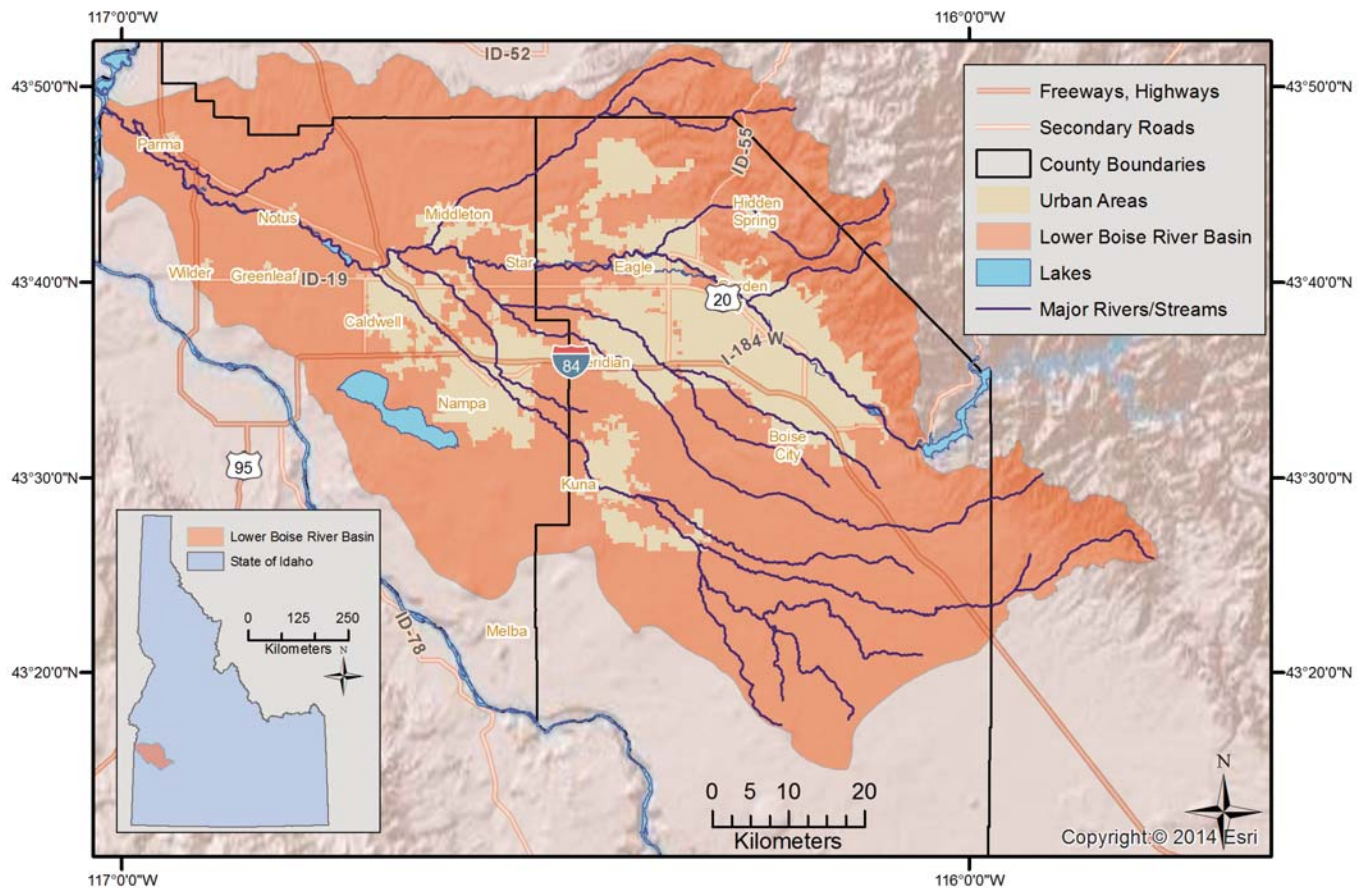 117°0'0"W
116°0'0"W
ID-52
43°50'0"N
43°50'0"N
Freeways, Highways
Secondary Roads
County Boundaries
Urban Areas
Lower Boise River Basin
Lakes
Major Rivers/Streams
Parma
ID-55
Hidden
Spring
Middleton
Notus
Star
Eagle
Wilder
Greenleaf
ID-19
43°40'0"N
43°40'0"N
20
Caldwell
I-184 W
84
Nampa
Boise
City
95
43°30'0"N
43°30'0"N
Kuna
Lower Boise River Basin
State of Idaho
0 125 250
Kilometers
N
ID-78
Melba
43°20'0"N
43°20'0"N
0 5 10 20
Kilometers
N
Copyright:© 2014 Esri
117°0'0"W
116°0'0"W